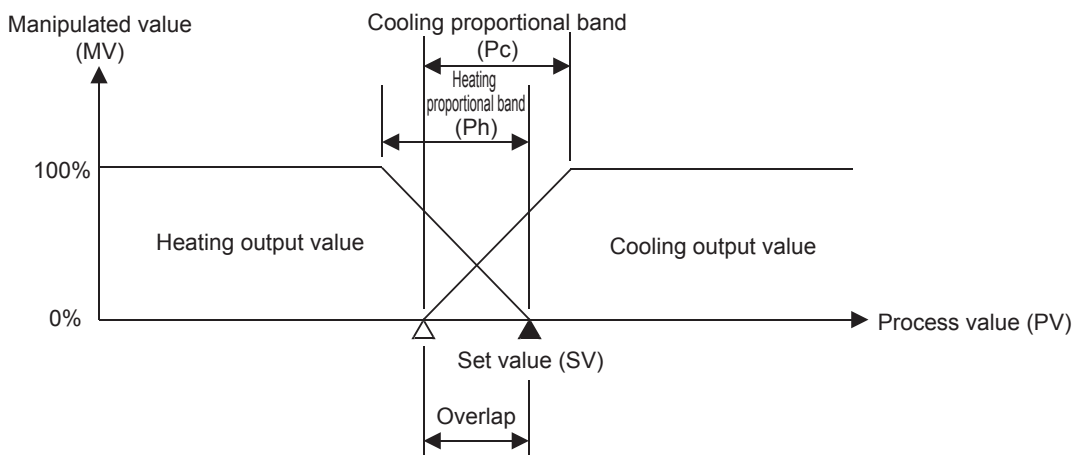 Manipulated value
(MV)
Cooling proportional band
(Pc)
Heating
proportional band
(Ph)
100%
Heating output value
Cooling output value
0%
Process value (PV)
Set value (SV)
Overlap